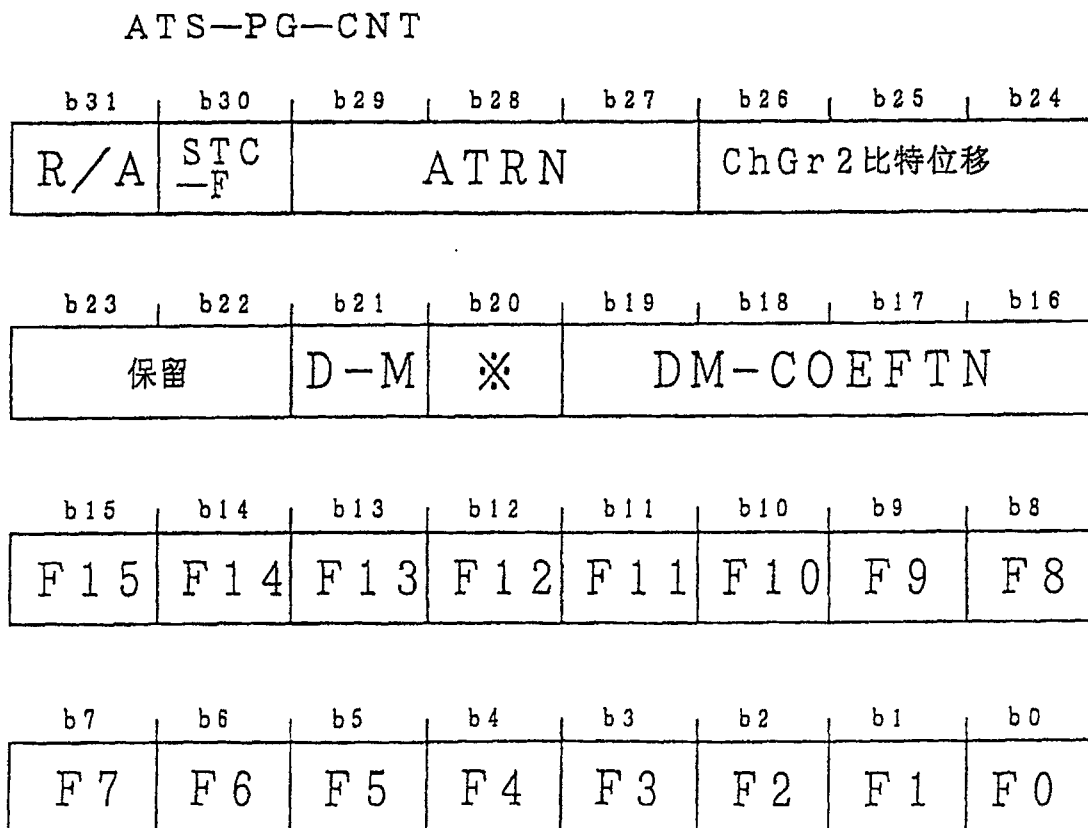 ATS—PG—CNT
b31 b30 b29 b28 b27 b26 b25 b24
R/A STC—F ATRN ChGr2比特位移
b23 b22 b21 b20 b19 b18 b17 b16
保留 D-M ※ DM-COEFTN
b15 b14 b13 b12 b11 b10 b9 b8
F15 F14 F13 F12 F11 F10 F9 F8
b7 b6 b5 b4 b3 b2 b1 b0
F7 F6 F5 F4 F3 F2 F1 F0